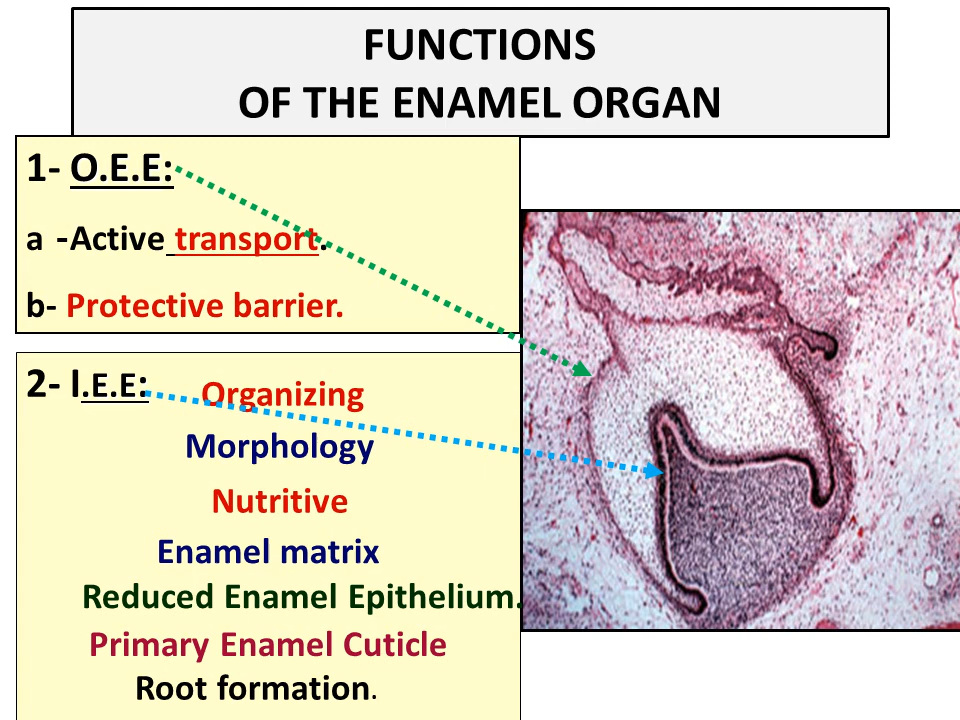 FUNCTIONS
OF THE ENAMEL ORGAN
1- O.E.E:
a -Active transport.
b- Protective barrier.
2- I.E.E:
Organizing
Morphology
Nutritive
Enamel matrix
Reduced Enamel Epithelium.
Primary Enamel Cuticle
Root formation.